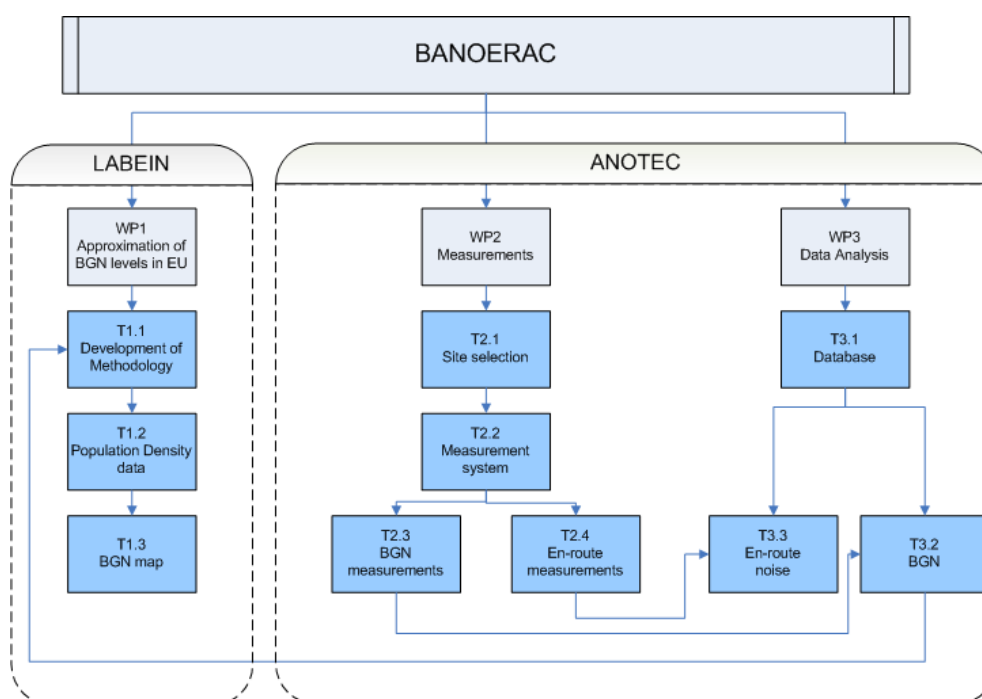 BANOERAC
LABEIN
ANOTEC
WP1
Approximation of
BGN levels in EU
WP2
Measurements
WP3
Data Analysis
T1.1
Development of
Methodology
T2.1
Site selection
T3.1
Database
T1.2
Population Density
data
T2.2
Measurement
system
T1.3
BGN map
T2.3
BGN
measurements
T2.4
En-route
measurements
T3.3
En-route
noise
T3.2
BGN